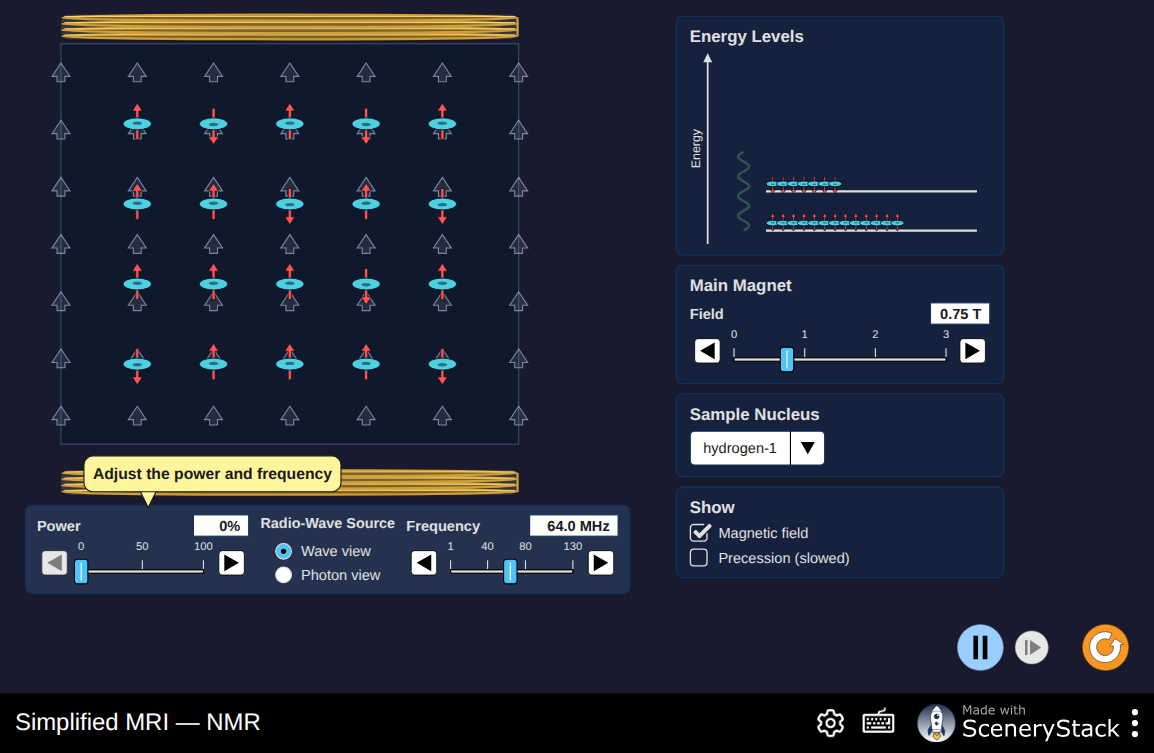 Energy Levels
Energy
Main Magnet
Field
0.75 T
0 1 2 3
Sample Nucleus
hydrogen-1
Show
Magnetic field
Precession (slowed)
Adjust the power and frequency
Power
0%
0 50 100
Radio-Wave Source
Wave view
Photon view
Frequency
64.0 MHz
1 40 80 130
Simplified MRI — NMR
Made with
SceneryStack